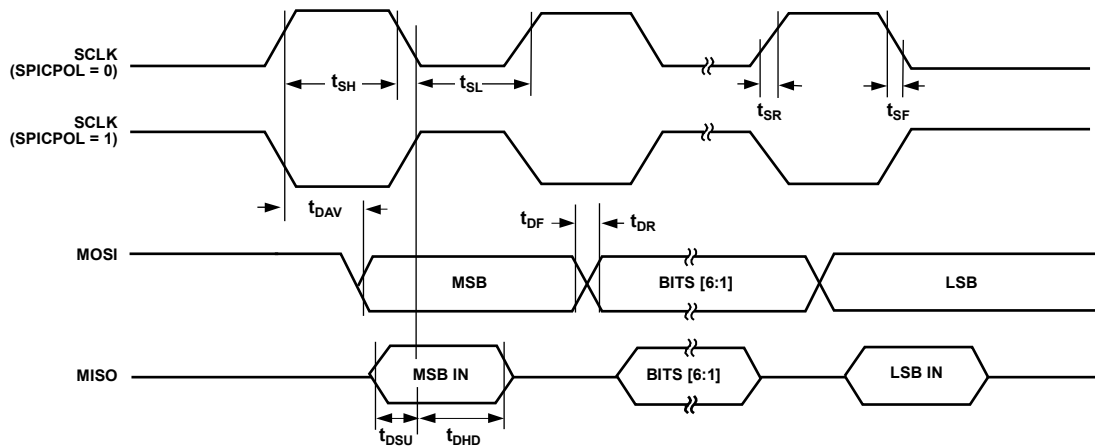 SCLK
(SPICPOL = 0)
tSH
tSL
tSR
tSF
SCLK
(SPICPOL = 1)
tDAV
tDF
tDR
MOSI
MSB
BITS [6:1]
LSB
MISO
MSB IN
BITS [6:1]
LSB IN
tDSU
tDHD